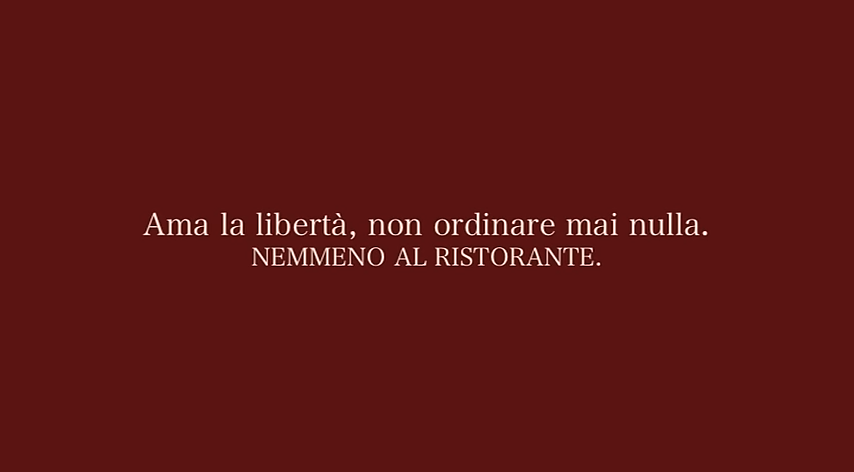 Ama la libertà, non ordinare mai nulla.
NEMMENO AL RISTORANTE.